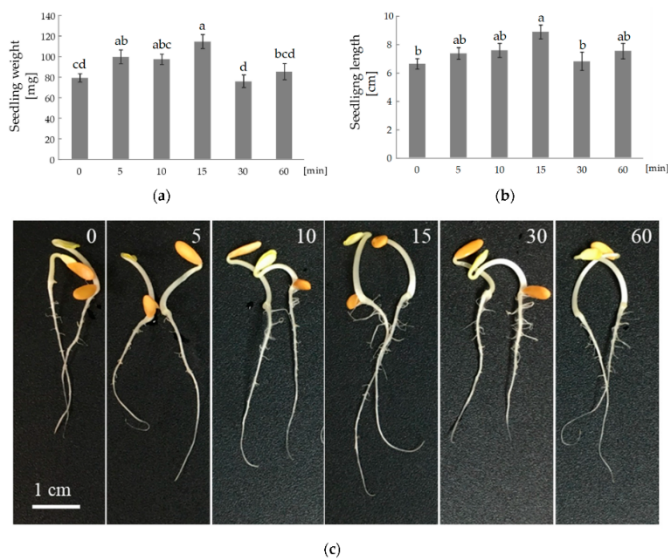 Seedling weight
[mg]
140
120
100
80
60
40
20
0
cd
ab
abc
a
d
bcd
0 5 10 15 30 60 [min]
(a)
Seedligng length
[cm]
10
8
6
4
2
0
b
ab
ab
a
b
ab
0 5 10 15 30 60 [min]
(b)
0 5 10 15 30 60
1 cm
(c)